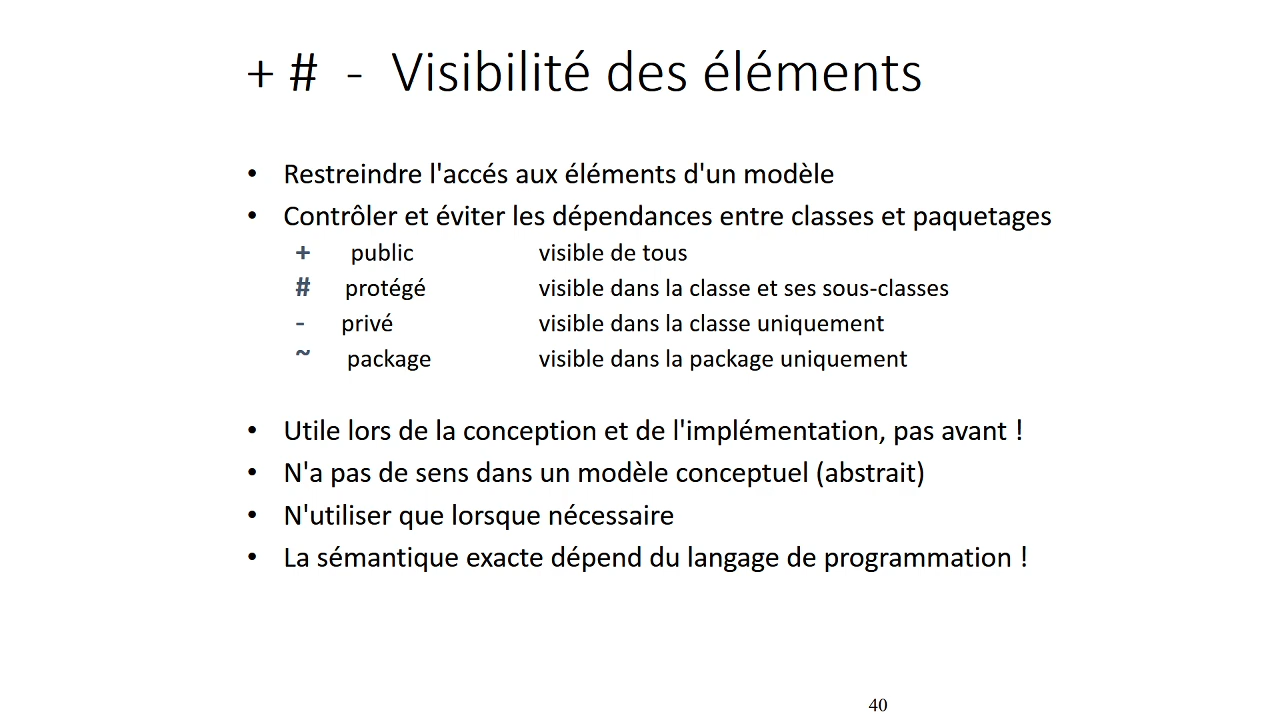 + # - Visibilité des éléments
• Restreindre l'accés aux éléments d'un modèle
• Contrôler et éviter les dépendances entre classes et paquetages
+ public visible de tous
# protégé visible dans la classe et ses sous-classes
- privé visible dans la classe uniquement
~ package visible dans la package uniquement
• Utile lors de la conception et de l'implémentation, pas avant !
• N'a pas de sens dans un modèle conceptuel (abstrait)
• N'utiliser que lorsque nécessaire
• La sémantique exacte dépend du langage de programmation !
40